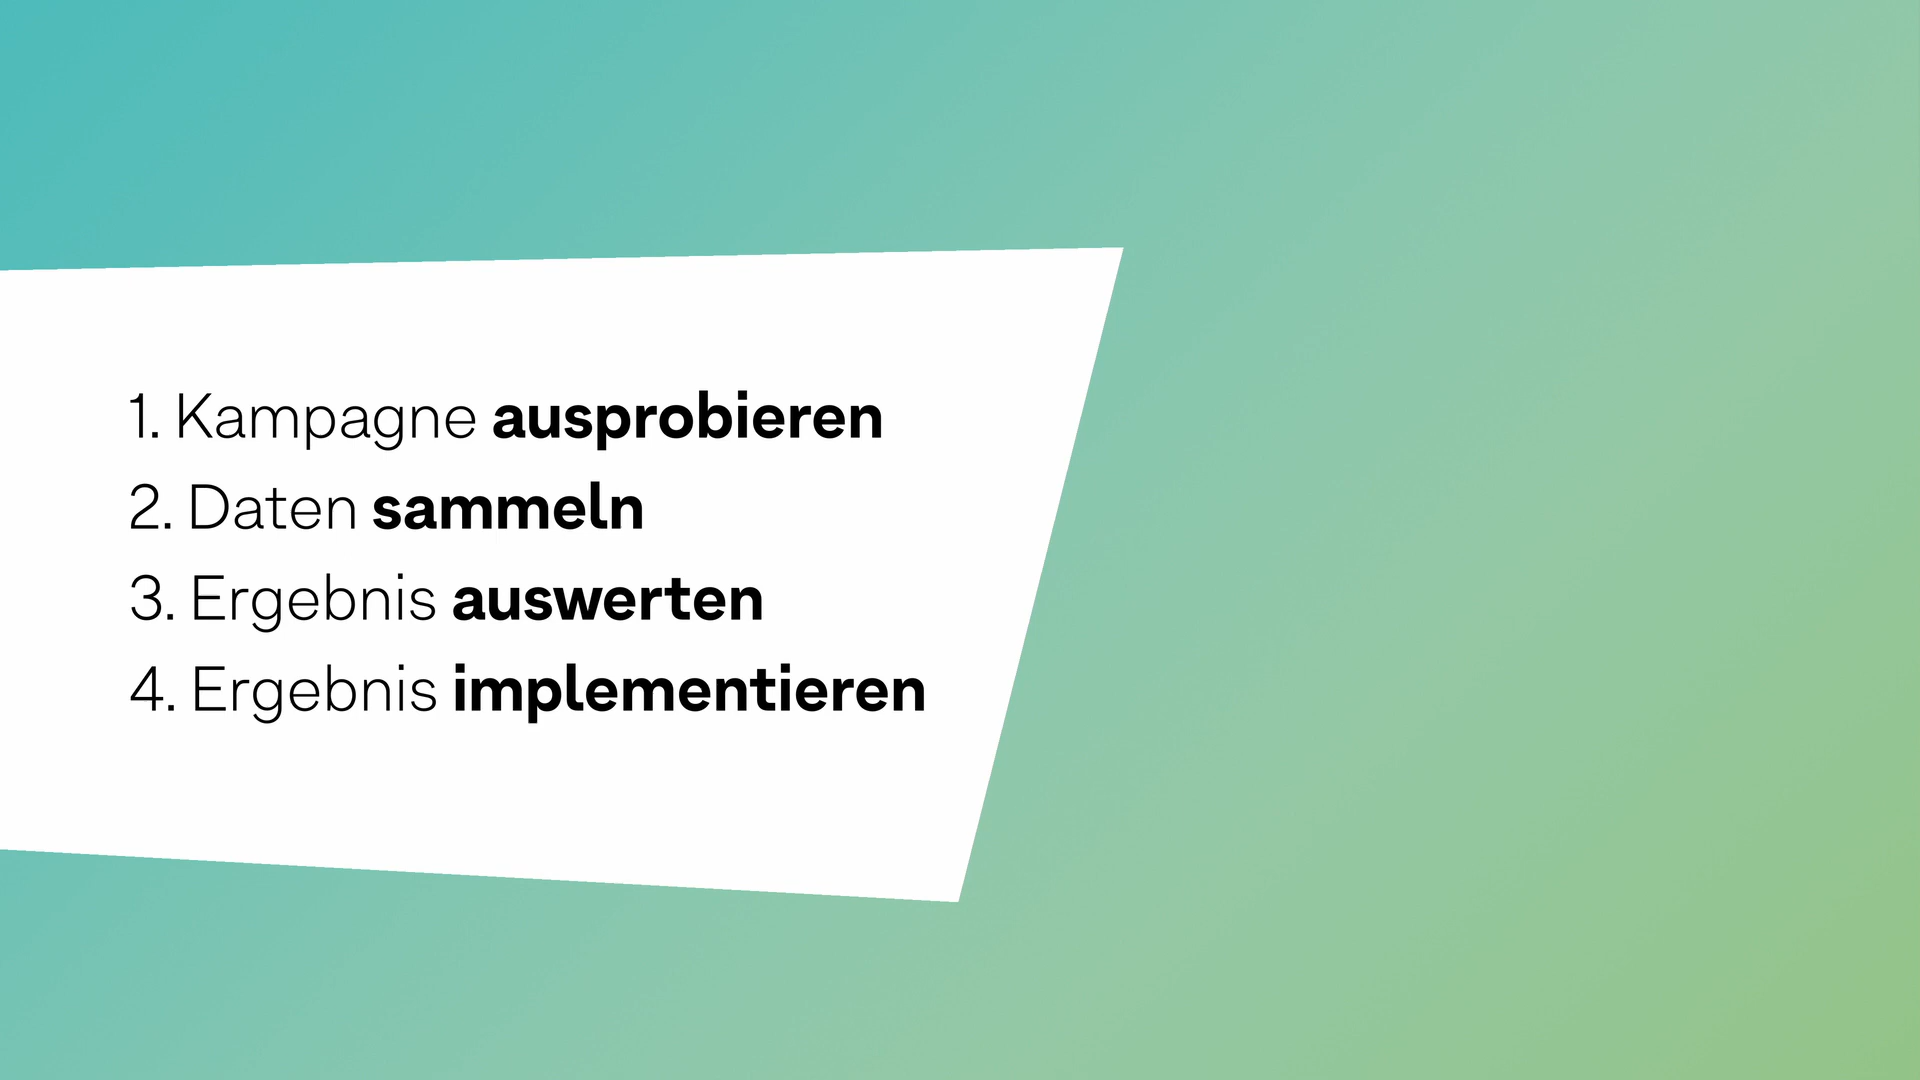 1. Kampagne ausprobieren
2. Daten sammeln
3. Ergebnis auswerten
4. Ergebnis implementieren